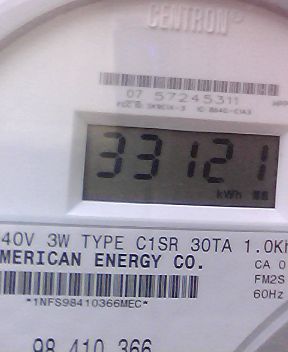 CENTRON®
07 57245311
33121
kWh
40V 3W TYPE C1SR 30TA 1.0Kh
MERICAN ENERGY CO.
CA 0
FM2S
60Hz
*1NFS98410366MEC*
98 410 366